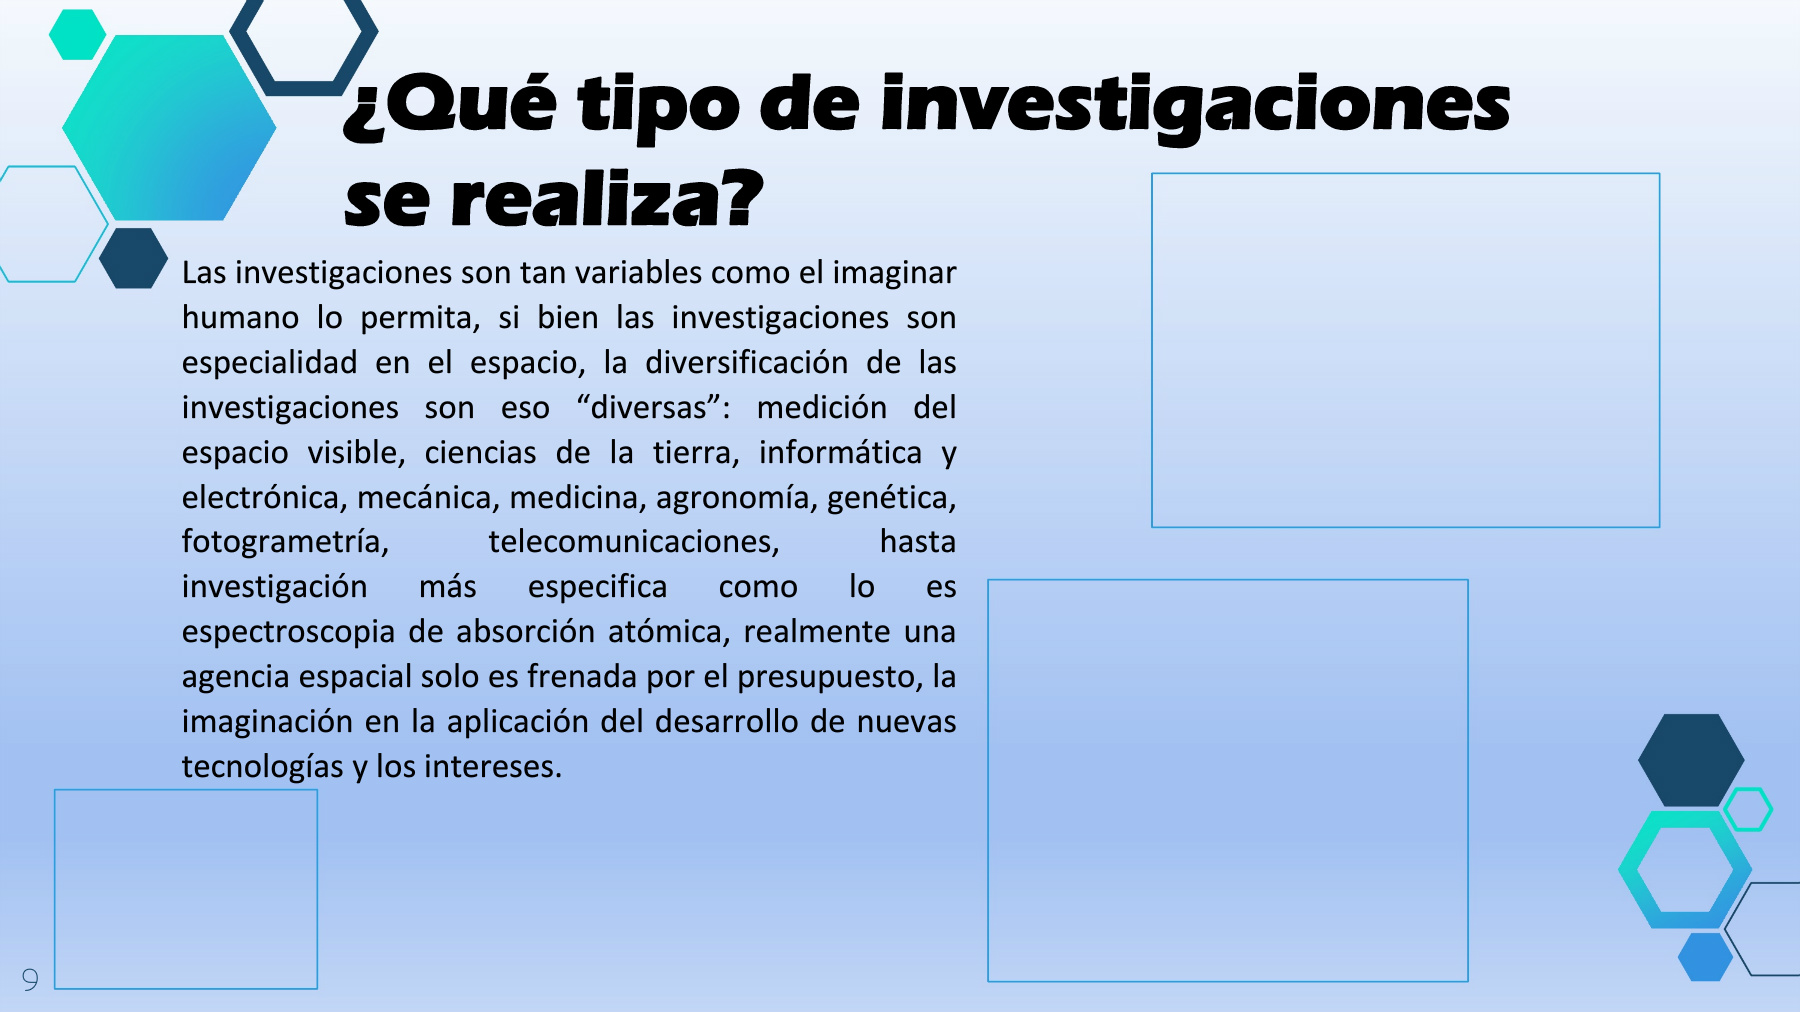 ¿Qué tipo de investigaciones
se realiza?
Las investigaciones son tan variables como el imaginar
humano lo permita, si bien las investigaciones son
especialidad en el espacio, la diversificación de las
investigaciones son eso “diversas”: medición del
espacio visible, ciencias de la tierra, informática y
electrónica, mecánica, medicina, agronomía, genética,
fotogrametría, telecomunicaciones, hasta
investigación más especifica como lo es
espectroscopia de absorción atómica, realmente una
agencia espacial solo es frenada por el presupuesto, la
imaginación en la aplicación del desarrollo de nuevas
tecnologías y los intereses.
9